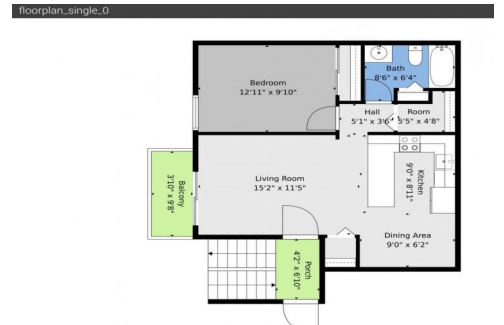 floorplan_single_0
Bath
8'6" x 6'4"
Bedroom
12'11" x 9'10"
Hall
5'1" x 3'6"
Room
5'5" x 4'8"
Kitchen
9'0" x 8'11"
Living Room
15'2" x 11'5"
Balcony
3'10" x 9'8"
Dining Area
9'0" x 6'2"
Porch
4'2" x 6'10"